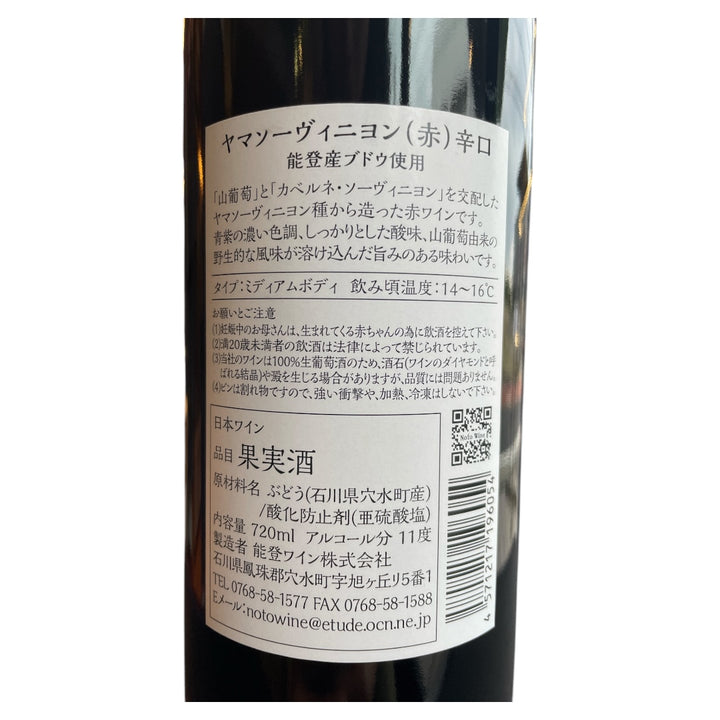 ヤマソーヴィニヨン(赤)辛口
能登産ブドウ使用
「山葡萄」と「カベルネ・ソーヴィニヨン」を交配した
ヤマソーヴィニヨン種から造った赤ワインです。
青紫の濃い色調、しっかりとした酸味、山葡萄由来の
野生的な風味が溶け込んだ旨みのある味わいです。
タイプ:ミディアムボディ 飲み頃温度:14～16℃
お願いとご注意
(1)妊娠中のお母さんは、生まれてくる赤ちゃんの為に飲酒を控えて下さい。
(2)満20歳未満者の飲酒は法律によって禁じられています。
(3)当社のワインは100%生葡萄酒のため、酒石(ワインのダイヤモンドと呼
ばれる結晶)や澱を生じる場合がありますが、品質には問題ありません。
(4)ビンは割れ物ですので、強い衝撃や、加熱、冷凍はしないで下さい。
Noto Wine
日本ワイン
品目 果実酒
原材料名 ぶどう(石川県穴水町産)
/酸化防止剤(亜硫酸塩)
内容量 720ml アルコール分 11度
製造者 能登ワイン株式会社
石川県鳳珠郡穴水町字旭ヶ丘り5番1
TEL 0768-58-1577 FAX 0768-58-1588
Eメール:notowine@etude.ocn.ne.jp
4 571217 196054